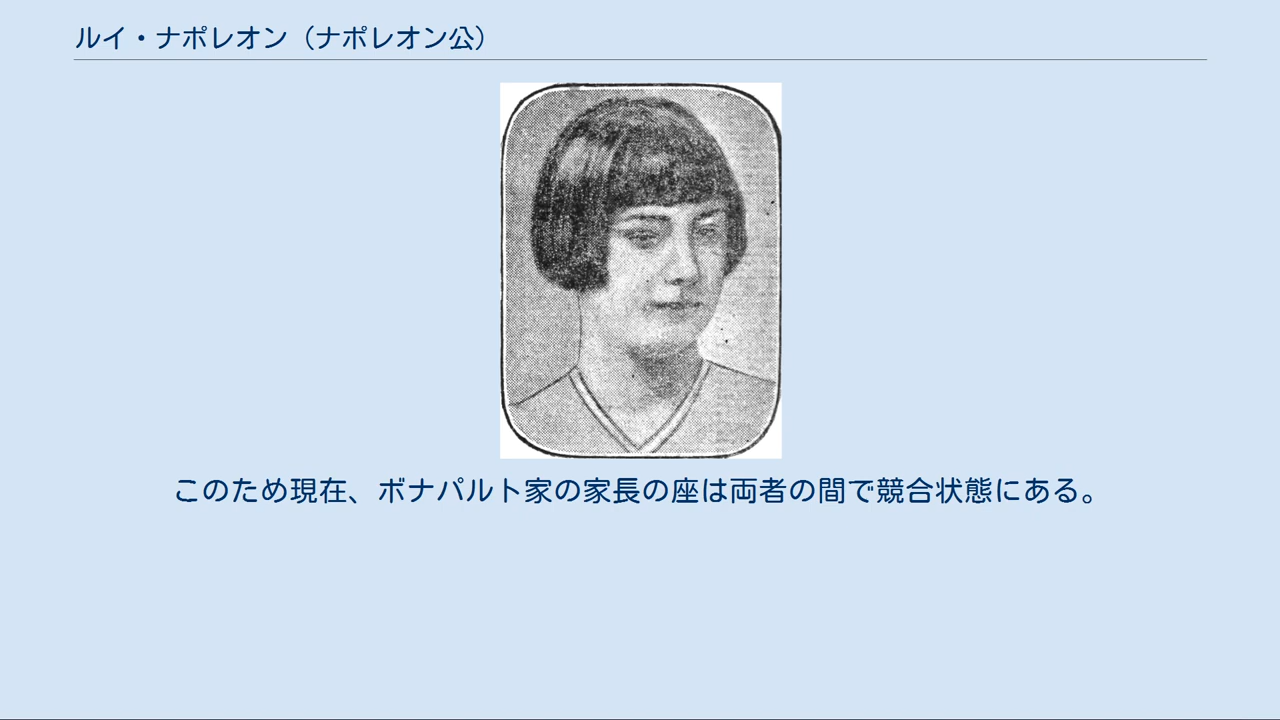 ルイ・ナポレオン（ナポレオン公）
このため現在、ボナパルト家の家長の座は両者の間で競合状態にある。